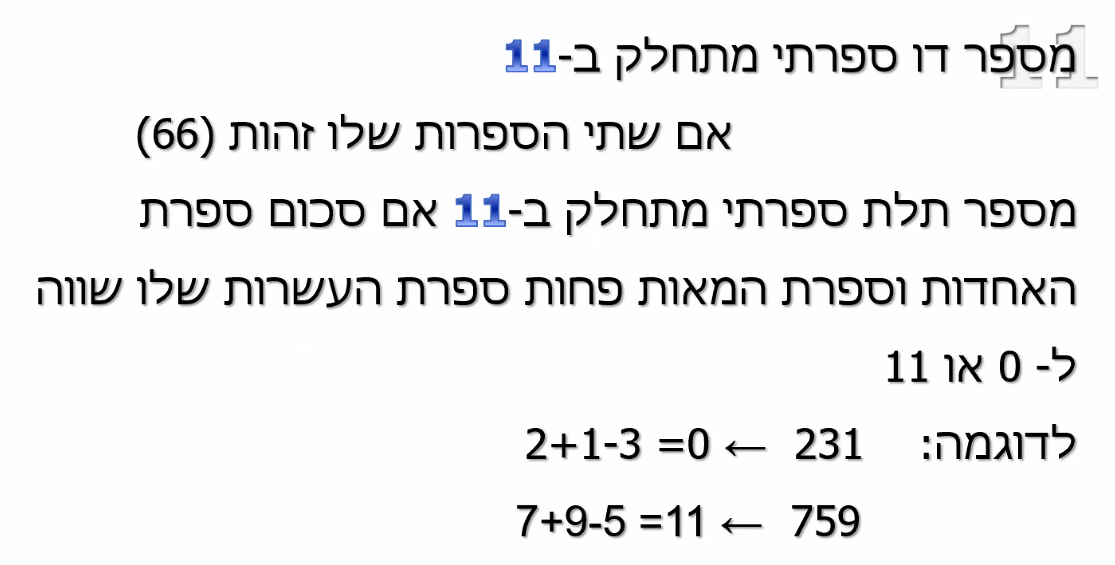 מספר דו ספרתי מתחלק ב-11
אם שתי הספרות שלו זהות (66)
מספר תלת ספרתי מתחלק ב-11 אם סכום ספרת
האחדות וספרת המאות פחות ספרת העשרות שלו שווה
ל- 0 או 11
לדוגמה: 231 ← 2+1-3 =0
759 ← 7+9-5 =11
11